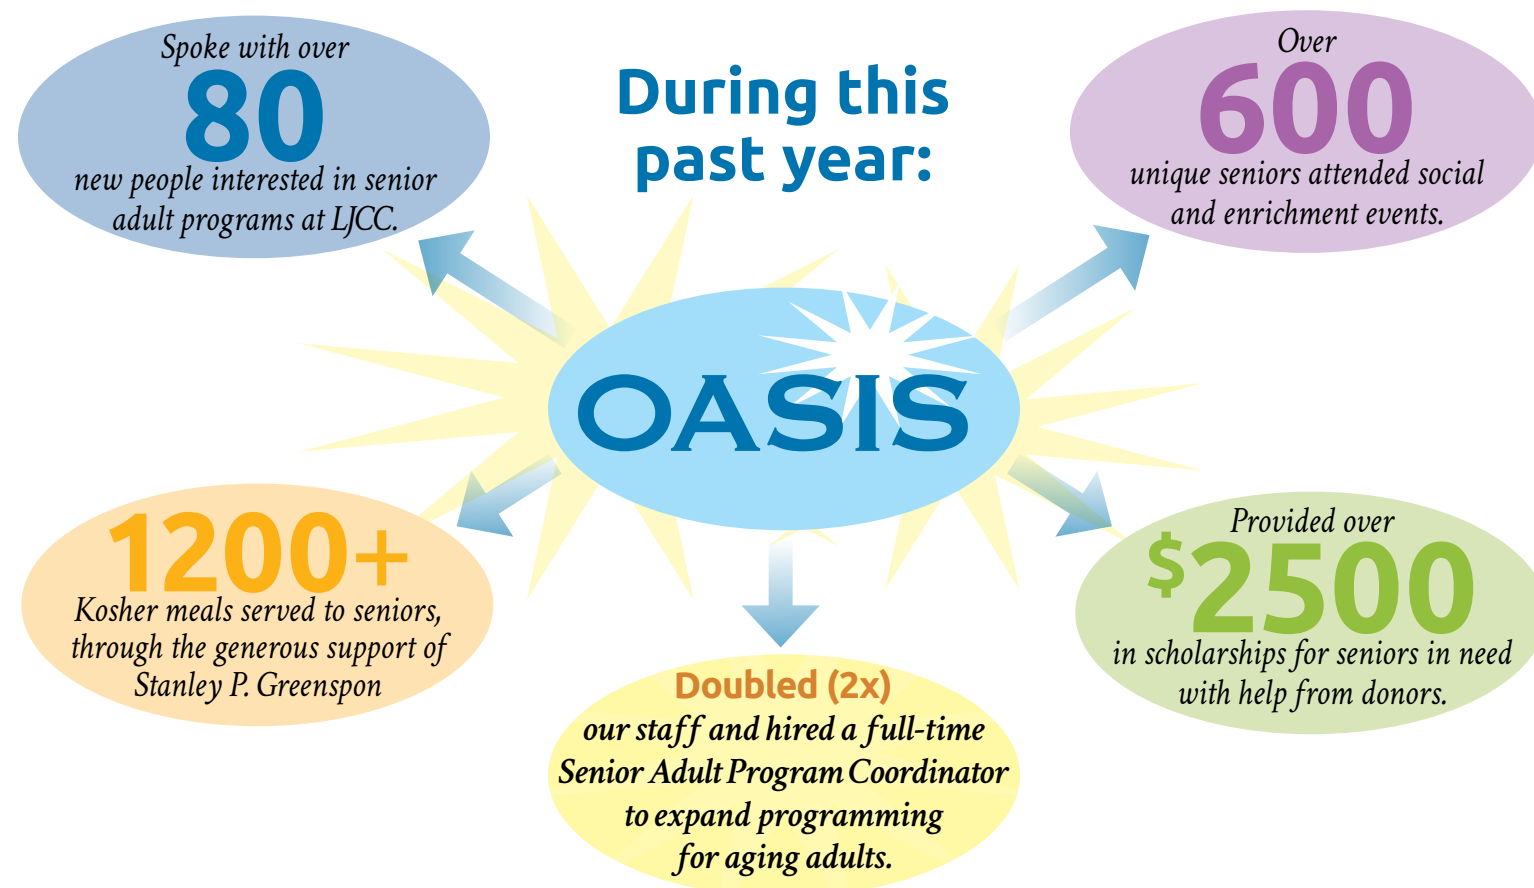 Spoke with over
80
new people interested in senior
adult programs at LJCC.
During this
past year:
Over
600
unique seniors attended social
and enrichment events.
OASIS
1200+
Kosher meals served to seniors,
through the generous support of
Stanley P. Greenspon
Doubled (2x)
our staff and hired a full-time
Senior Adult Program Coordinator
to expand programming
for aging adults.
Provided over
$2500
in scholarships for seniors in need
with help from donors.